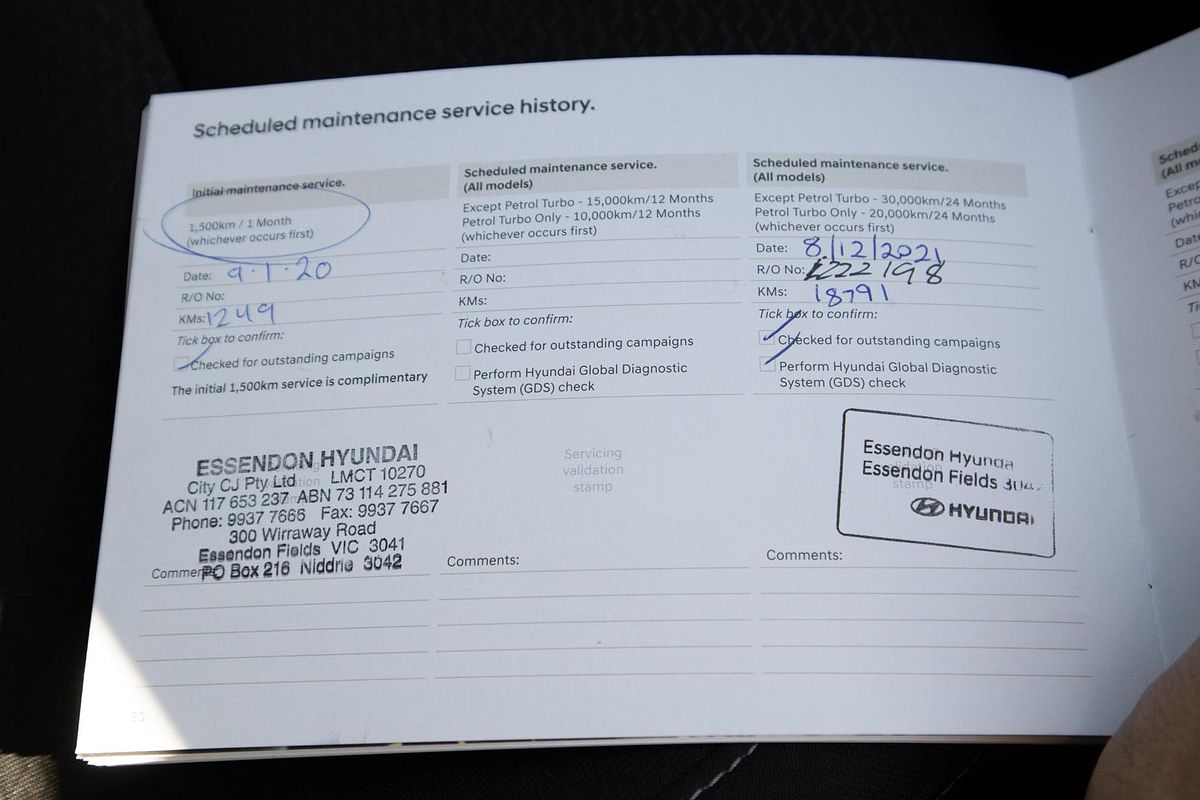 Scheduled maintenance service history.
Initial maintenance service.
1,500km / 1 Month
(whichever occurs first)
Date: 9.1.20
R/O No:
KMs: 1249
Tick box to confirm:
Checked for outstanding campaigns
The initial 1,500km service is complimentary
ESSENDON HYUNDAI
City CJ Pty Ltd LMCT 10270
ACN 117 653 237 ABN 73 114 275 881
Phone: 9937 7666 Fax: 9937 7667
300 Wirraway Road
Essendon Fields VIC 3041
PO Box 216 Niddrie 3042
Scheduled maintenance service.
(All models)
Except Petrol Turbo - 15,000km/12 Months
Petrol Turbo Only - 10,000km/12 Months
(whichever occurs first)
Date:
R/O No:
KMs:
Tick box to confirm:
Checked for outstanding campaigns
Perform Hyundai Global Diagnostic
System (GDS) check
Servicing
validation
stamp
Comments:
Scheduled maintenance service.
(All models)
Except Petrol Turbo - 30,000km/24 Months
Petrol Turbo Only - 20,000km/24 Months
(whichever occurs first)
Date: 8/12/2021
R/O No: 1222198
KMs: 18791
Tick box to confirm:
Checked for outstanding campaigns
Perform Hyundai Global Diagnostic
System (GDS) check
Essendon Hyundai
Essendon Fields
HYUNDAI
Comments: